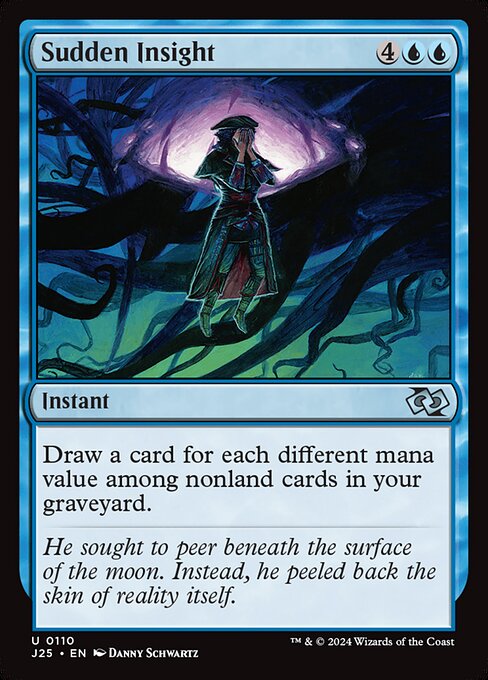 Sudden Insight 4
Instant
Draw a card for each different mana
value among nonland cards in your
graveyard.
He sought to peer beneath the surface
of the moon. Instead, he peeled back the
skin of reality itself.
U 0110
J25 • EN Danny Schwartz
™ & © 2024 Wizards of the Coast